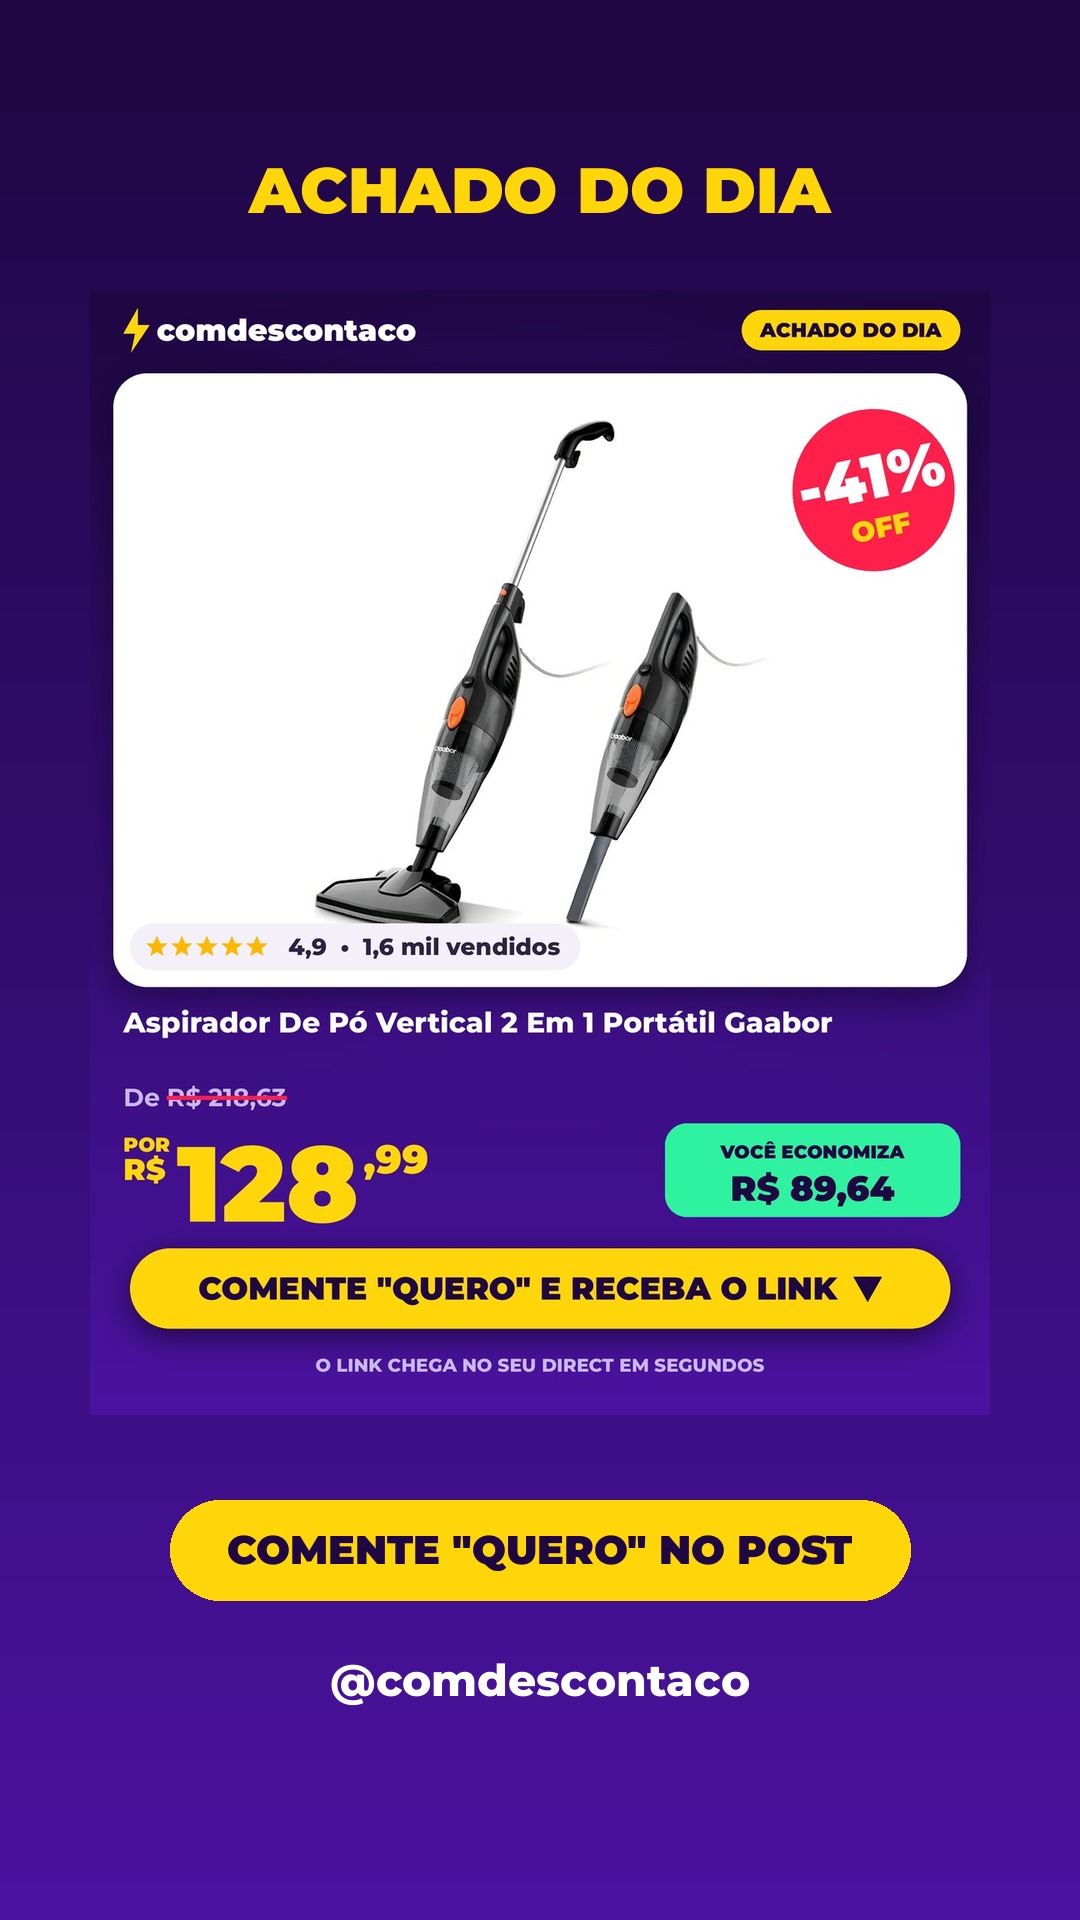 ACHADO DO DIA
comdescontaco
ACHADO DO DIA
-41%
OFF
Gaabor
Gaabor
4,9 • 1,6 mil vendidos
Aspirador De Pó Vertical 2 Em 1 Portátil Gaabor
De R$ 218,63
POR
R$ 128,99
VOCÊ ECONOMIZA
R$ 89,64
COMENTE "QUERO" E RECEBA O LINK ▼
O LINK CHEGA NO SEU DIRECT EM SEGUNDOS
COMENTE "QUERO" NO POST
@comdescontaco